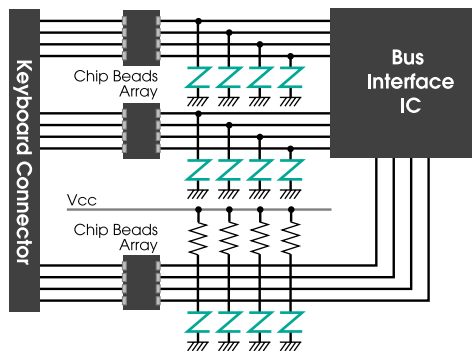 Keyboard Connector
Chip Beads
Array
Bus
Interface
IC
Vcc
Chip Beads
Array